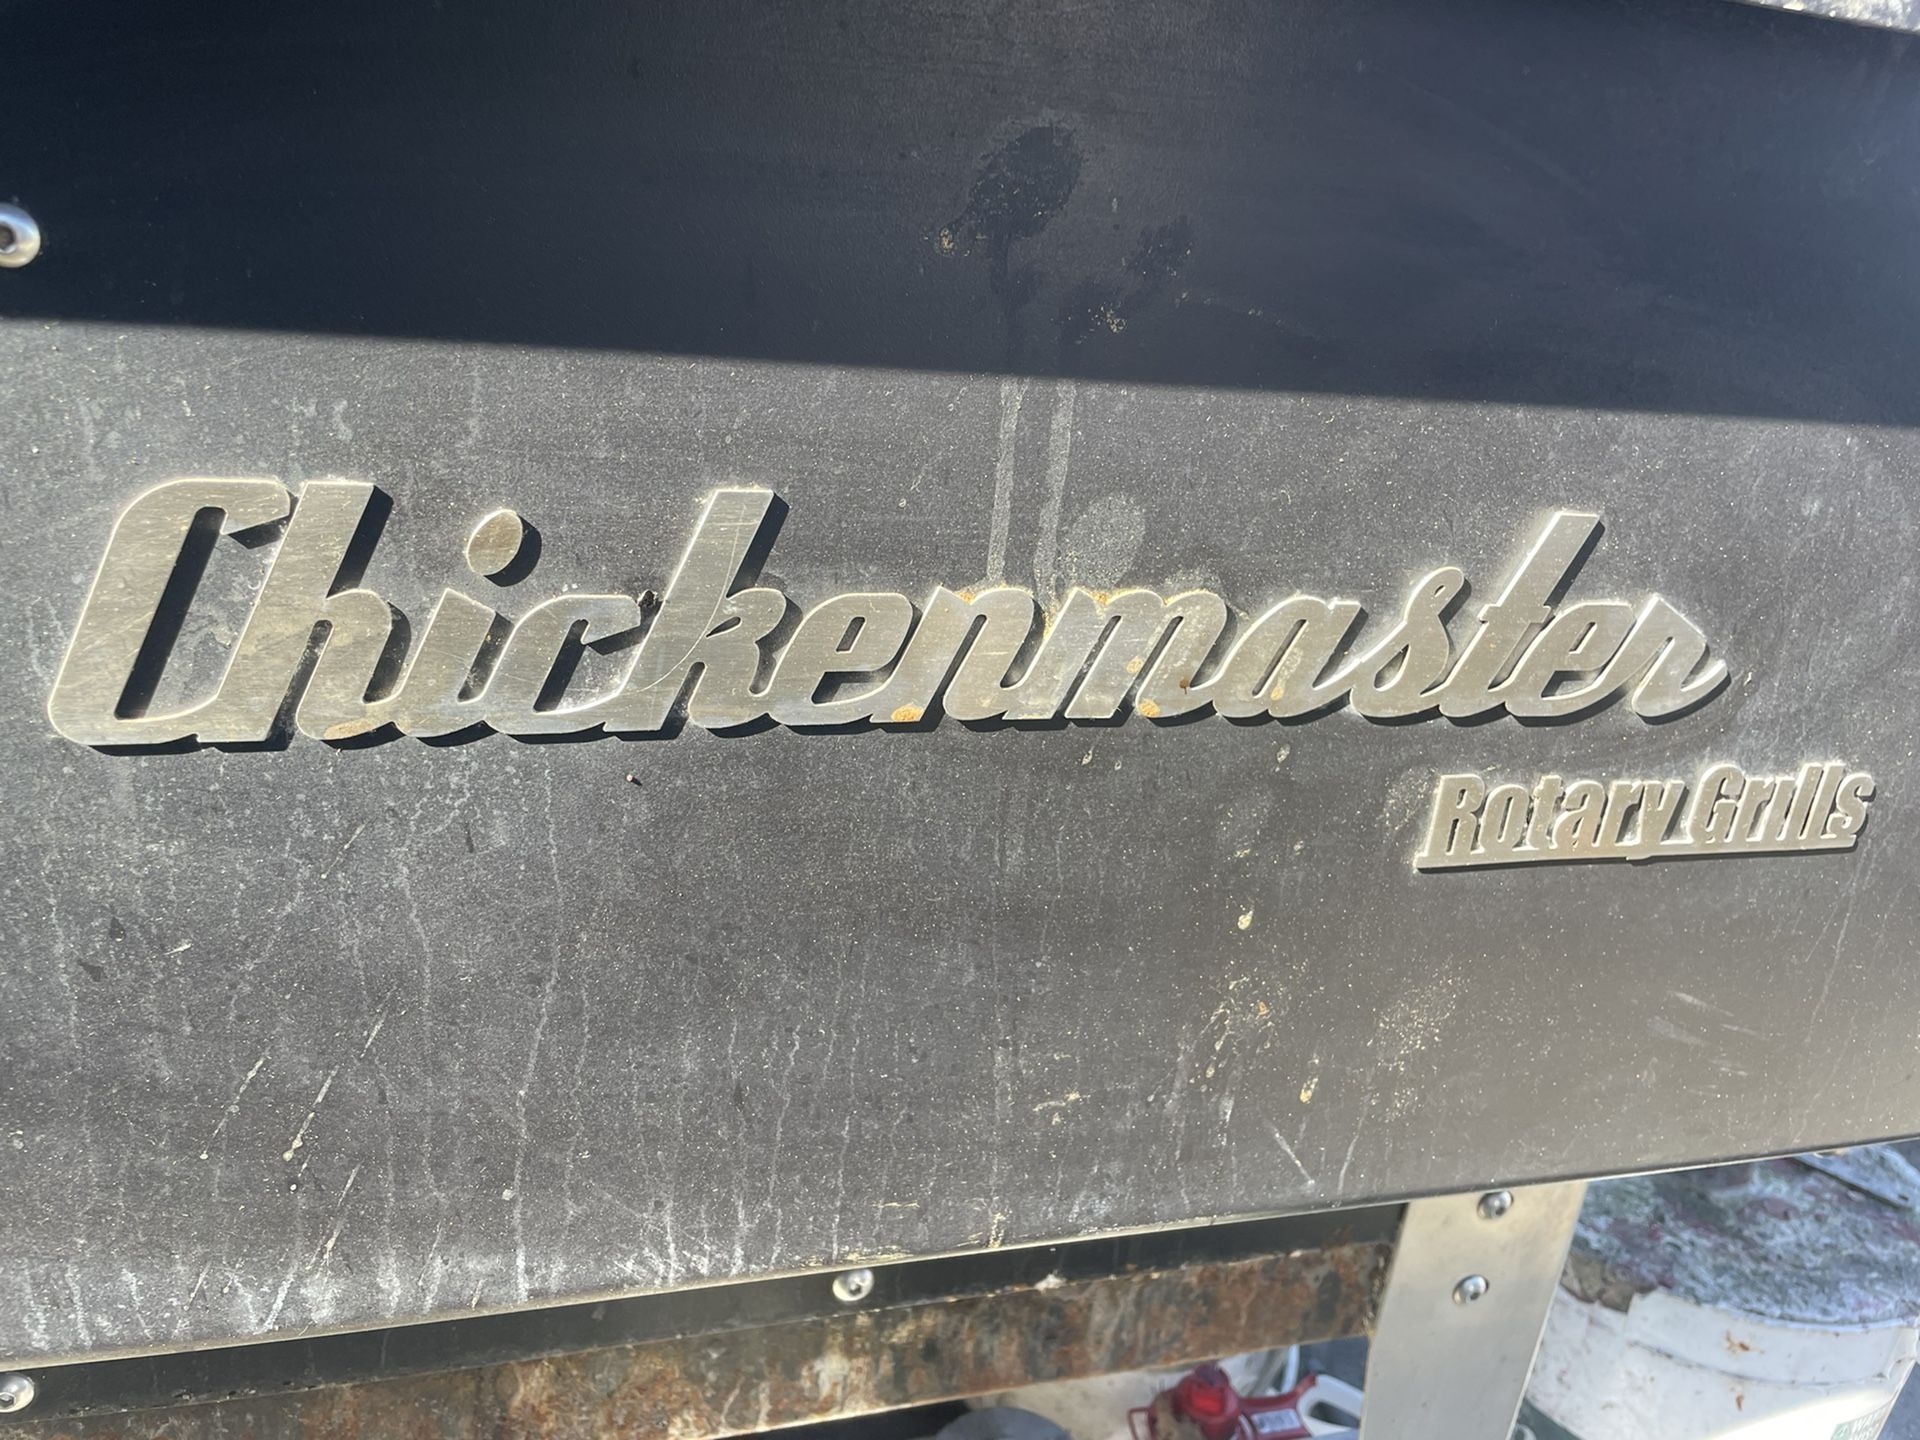 Chickenmaster
Rotary Grills